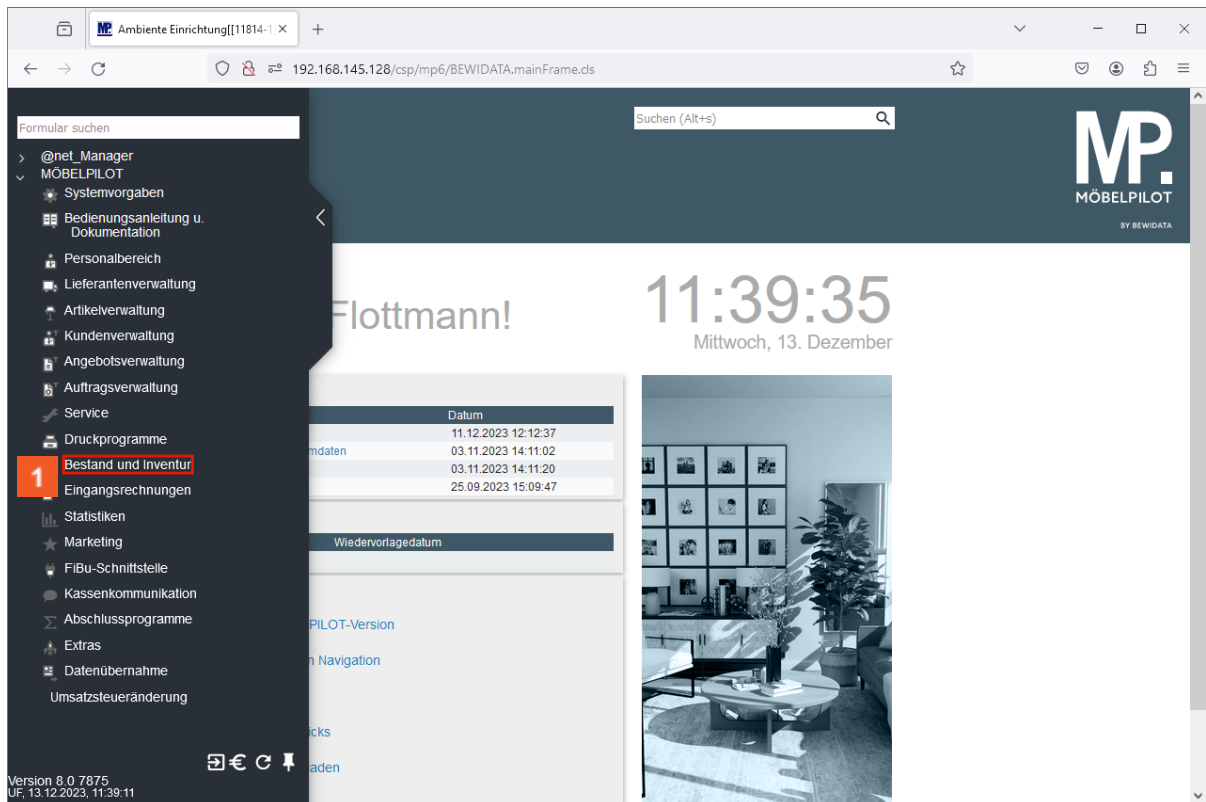 Ambiente Einrichtung[[11814-1]
192.168.145.128/csp/mp6/BEWIDATA.mainFrame.cls
Formular suchen
@net_Manager
MÖBELPILOT
Systemvorgaben
Bedienungsanleitung u.
Dokumentation
Personalbereich
Lieferantenverwaltung
Artikelverwaltung
Kundenverwaltung
Angebotsverwaltung
Auftragsverwaltung
Service
Druckprogramme
1 Bestand und Inventur
Eingangsrechnungen
Statistiken
Marketing
FiBu-Schnittstelle
Kassenkommunikation
Abschlussprogramme
Extras
Datenübernahme
Umsatzsteueränderung
Version 8.0 7875
UF, 13.12.2023, 11:39:11
Suchen (Alt+s)
MP.
MÖBELPILOT
BY BEWIDATA
Flottmann!
11:39:35
Mittwoch, 13. Dezember
Datum
11.12.2023 12:12:37
mdaten 03.11.2023 14:11:02
03.11.2023 14:11:20
25.09.2023 15:09:47
Wiedervorlagedatum
PILOT-Version
n Navigation
icks
aden